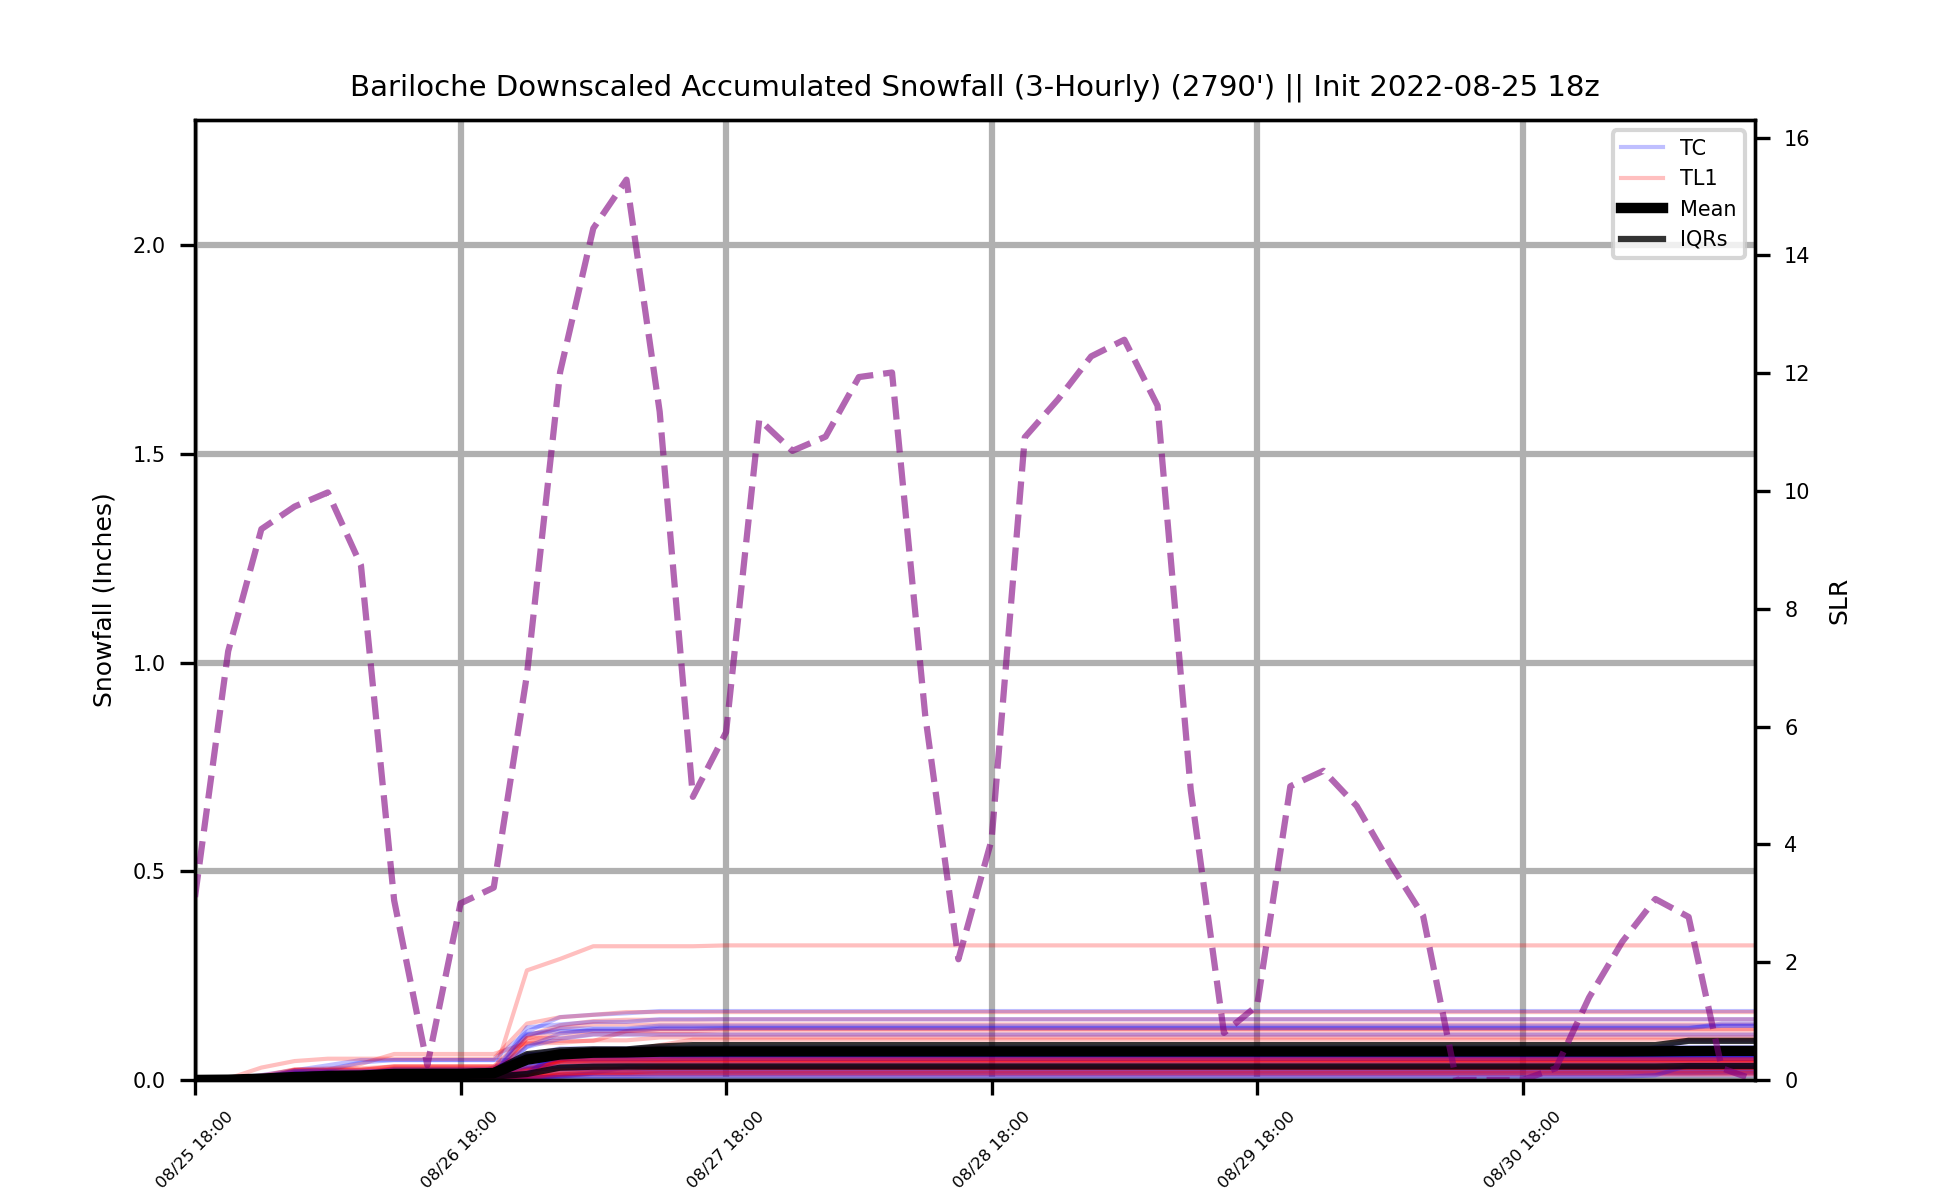 Bariloche Downscaled Accumulated Snowfall (3-Hourly) (2790') || Init 2022-08-25 18z
TC
TL1
Mean
IQRs
Snowfall (Inches)
2.0
1.5
1.0
0.5
0.0
16
14
12
10
8
6
4
2
0
SLR
08/25 18:00
08/26 18:00
08/27 18:00
08/28 18:00
08/29 18:00
08/30 18:00